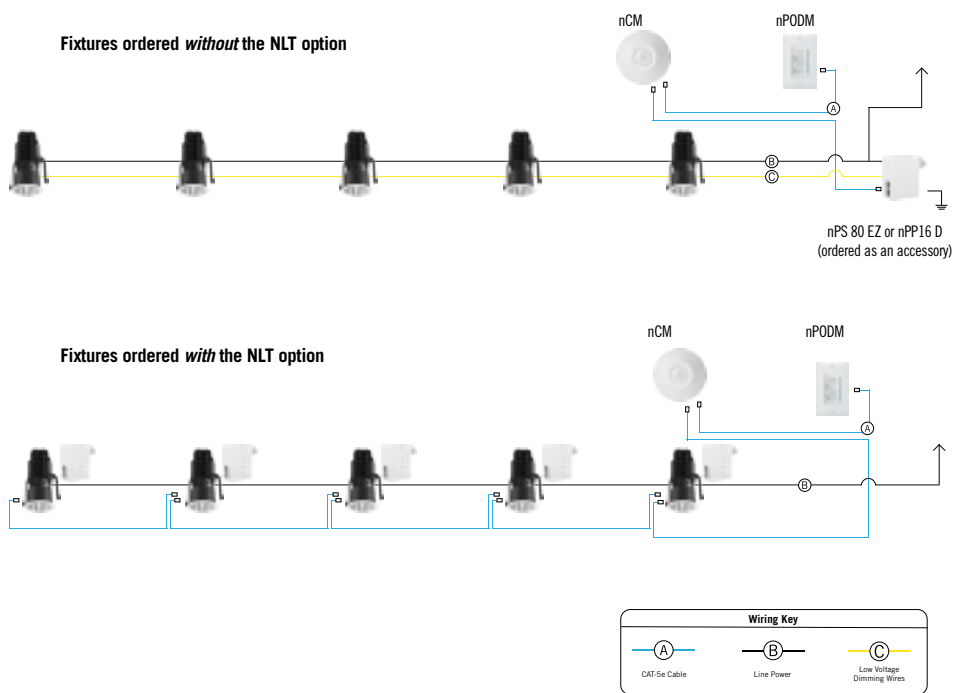 nCM
nPODM
Fixtures ordered without the NLT option
A
B
C
nPS 80 EZ or nPP16 D
(ordered as an accessory)
nCM
nPODM
Fixtures ordered with the NLT option
A
B
Wiring Key
A
B
C
CAT-5e Cable
Line Power
Low Voltage
Dimming Wires